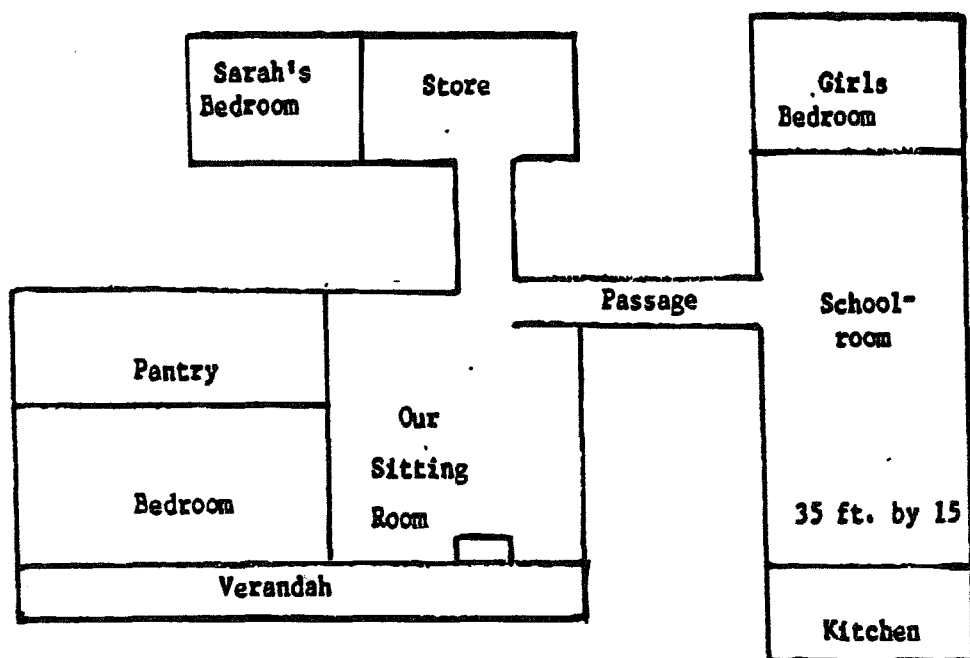 Sarah's
Bedroom
Store
Girls
Bedroom
Passage
School-
room
Pantry
Our
Sitting
Room
Bedroom
35 ft. by 15
Verandah
Kitchen